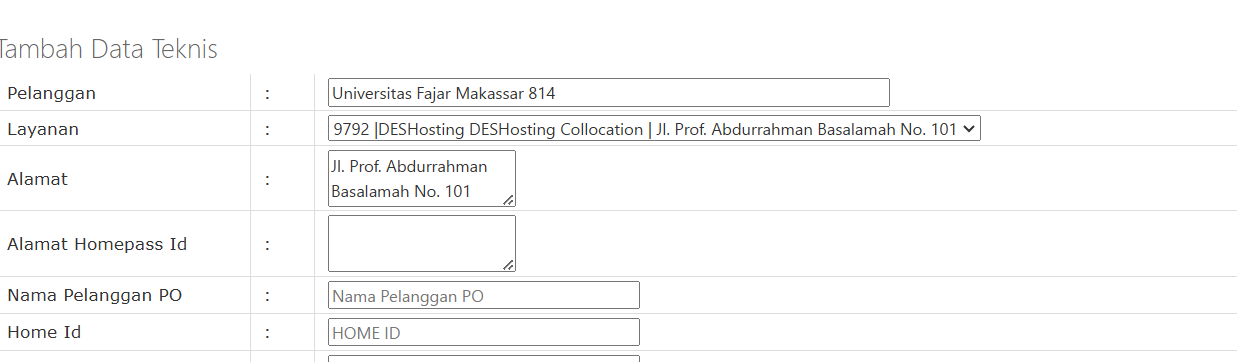 Tambah Data Teknis
Pelanggan : Universitas Fajar Makassar 814
Layanan : 9792 |DESHosting DESHosting Collocation | Jl. Prof. Abdurrahman Basalamah No. 101
Alamat : Jl. Prof. Abdurrahman
Basalamah No. 101
Alamat Homepass Id :
Nama Pelanggan PO : Nama Pelanggan PO
Home Id : HOME ID